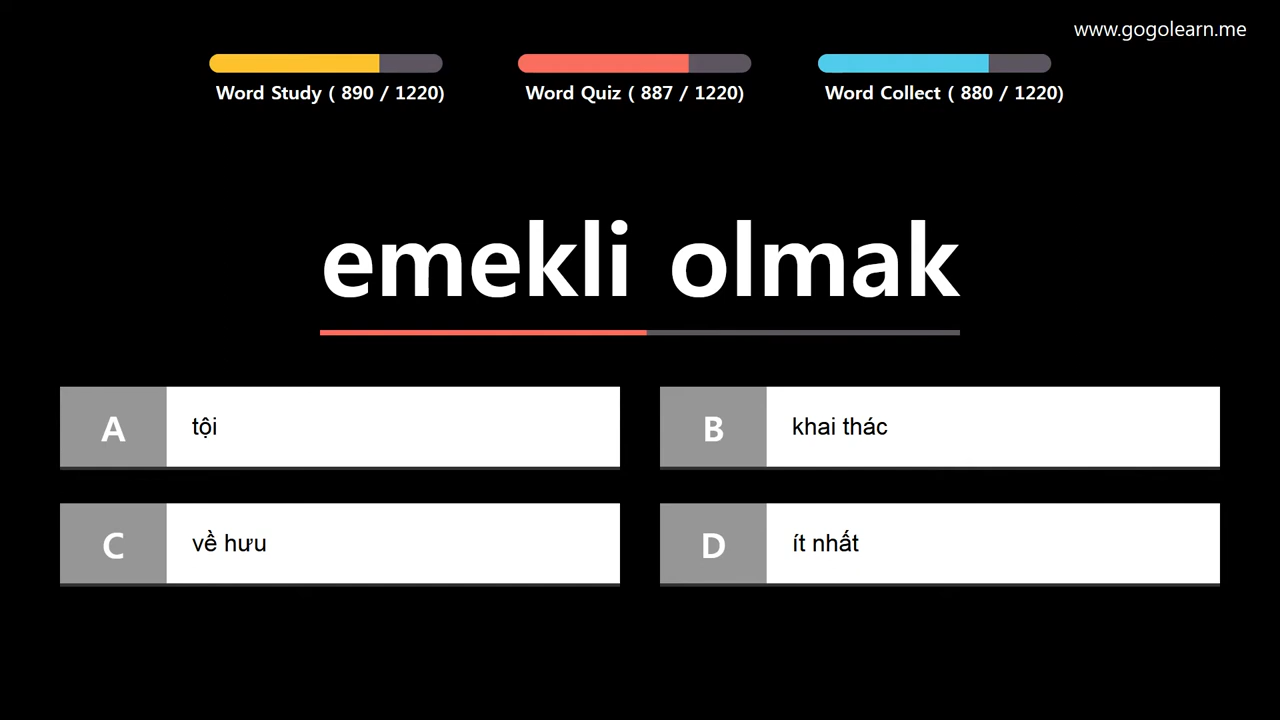 www.gogolearn.me
Word Study ( 890 / 1220)
Word Quiz ( 887 / 1220)
Word Collect ( 880 / 1220)
emekli olmak
A tội
B khai thác
C về hưu
D ít nhất